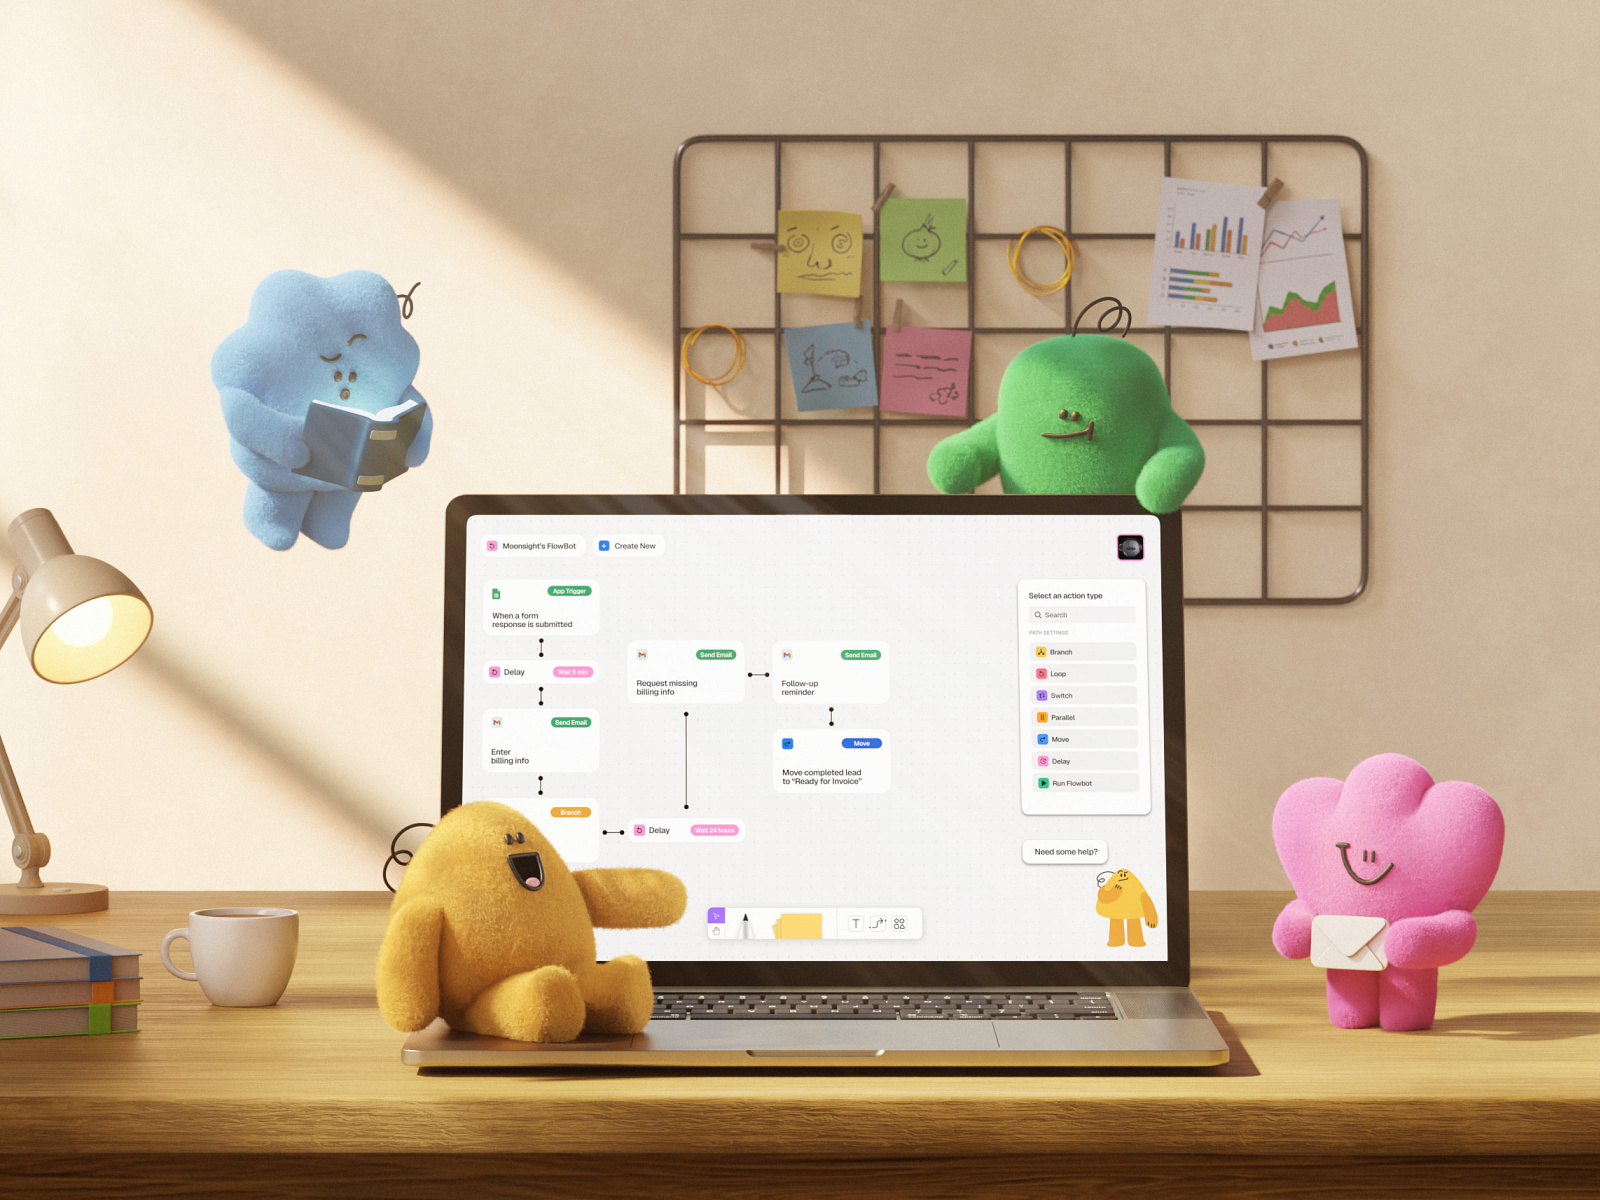 Moonsight's FlowBot
Create New
App Trigger
When a form
response is submitted
Delay
Wait 5 min
Send Email
Enter
billing info
Branch
Send Email
Request missing
billing info
Delay
Wait 24 hours
Send Email
Follow-up
reminder
Move
Move completed lead
to “Ready for Invoice”
Select an action type
Search
PATH SETTINGS
Branch
Loop
Switch
Parallel
Move
Delay
Run Flowbot
Need some help?
T